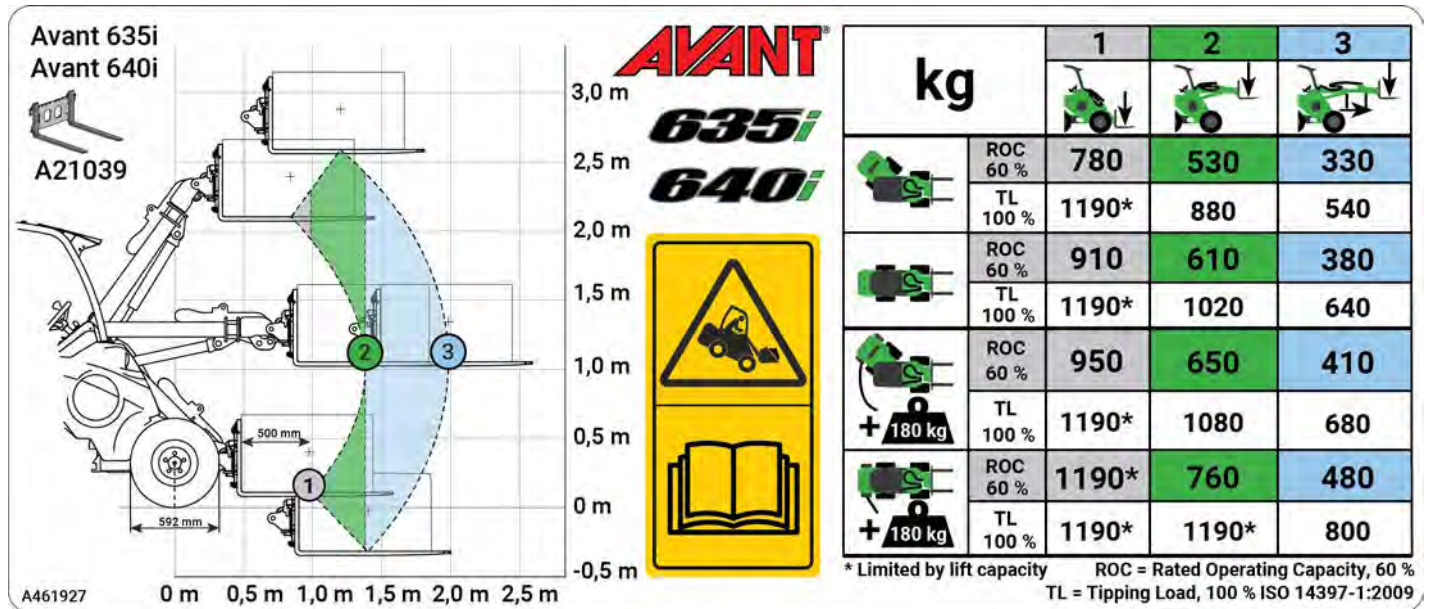 Avant 635i
Avant 640i
A21039
3,0 m
2,5 m
2,0 m
1,5 m
1,0 m
0,5 m
0 m
-0,5 m
2
3
500 mm
1
592 mm
A461927
0 m 0,5 m 1,0 m 1,5 m 2,0 m 2,5 m
AVANT®
635i
640i
kg 1 2 3
ROC 60 % 780 530 330
TL 100 % 1190* 880 540
ROC 60 % 910 610 380
TL 100 % 1190* 1020 640
ROC 60 % 950 650 410
+ 180 kg TL 100 % 1190* 1080 680
ROC 60 % 1190* 760 480
+ 180 kg TL 100 % 1190* 1190* 800
* Limited by lift capacity ROC = Rated Operating Capacity, 60 %
TL = Tipping Load, 100 % ISO 14397-1:2009